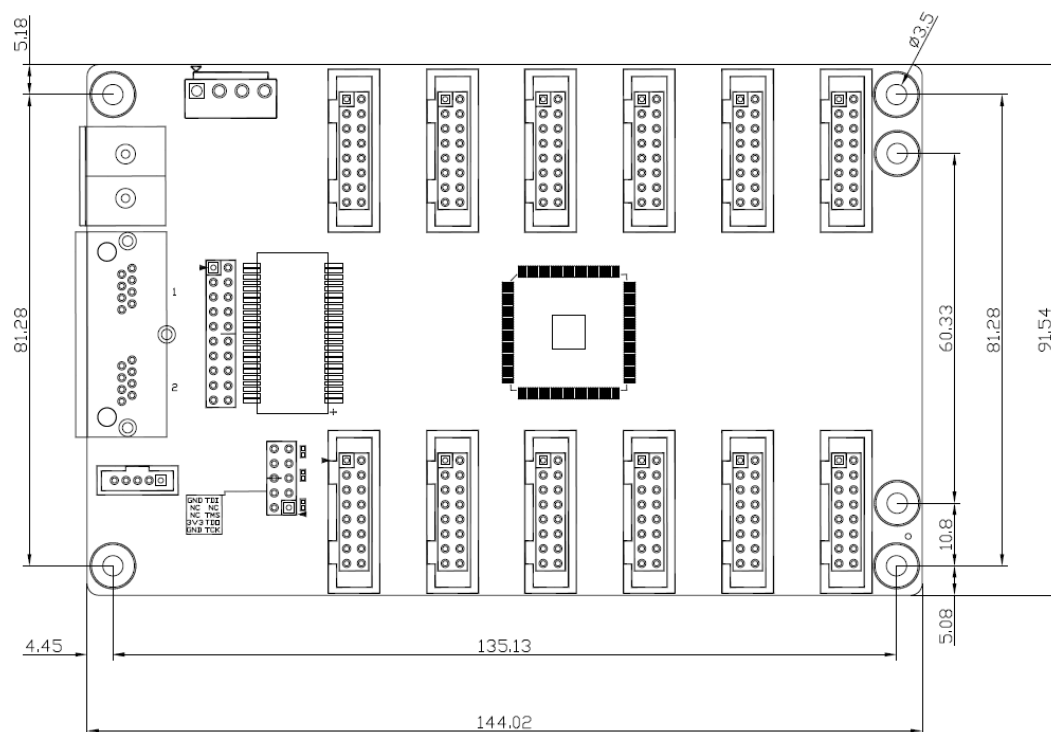 5.18
ø3.5
1
81.28
60.33
81.28
91.54
2
GND TDI
NC NC
NC TMS
3V3 TDO
GND TCK
10.8
5.08
4.45
135.13
144.02